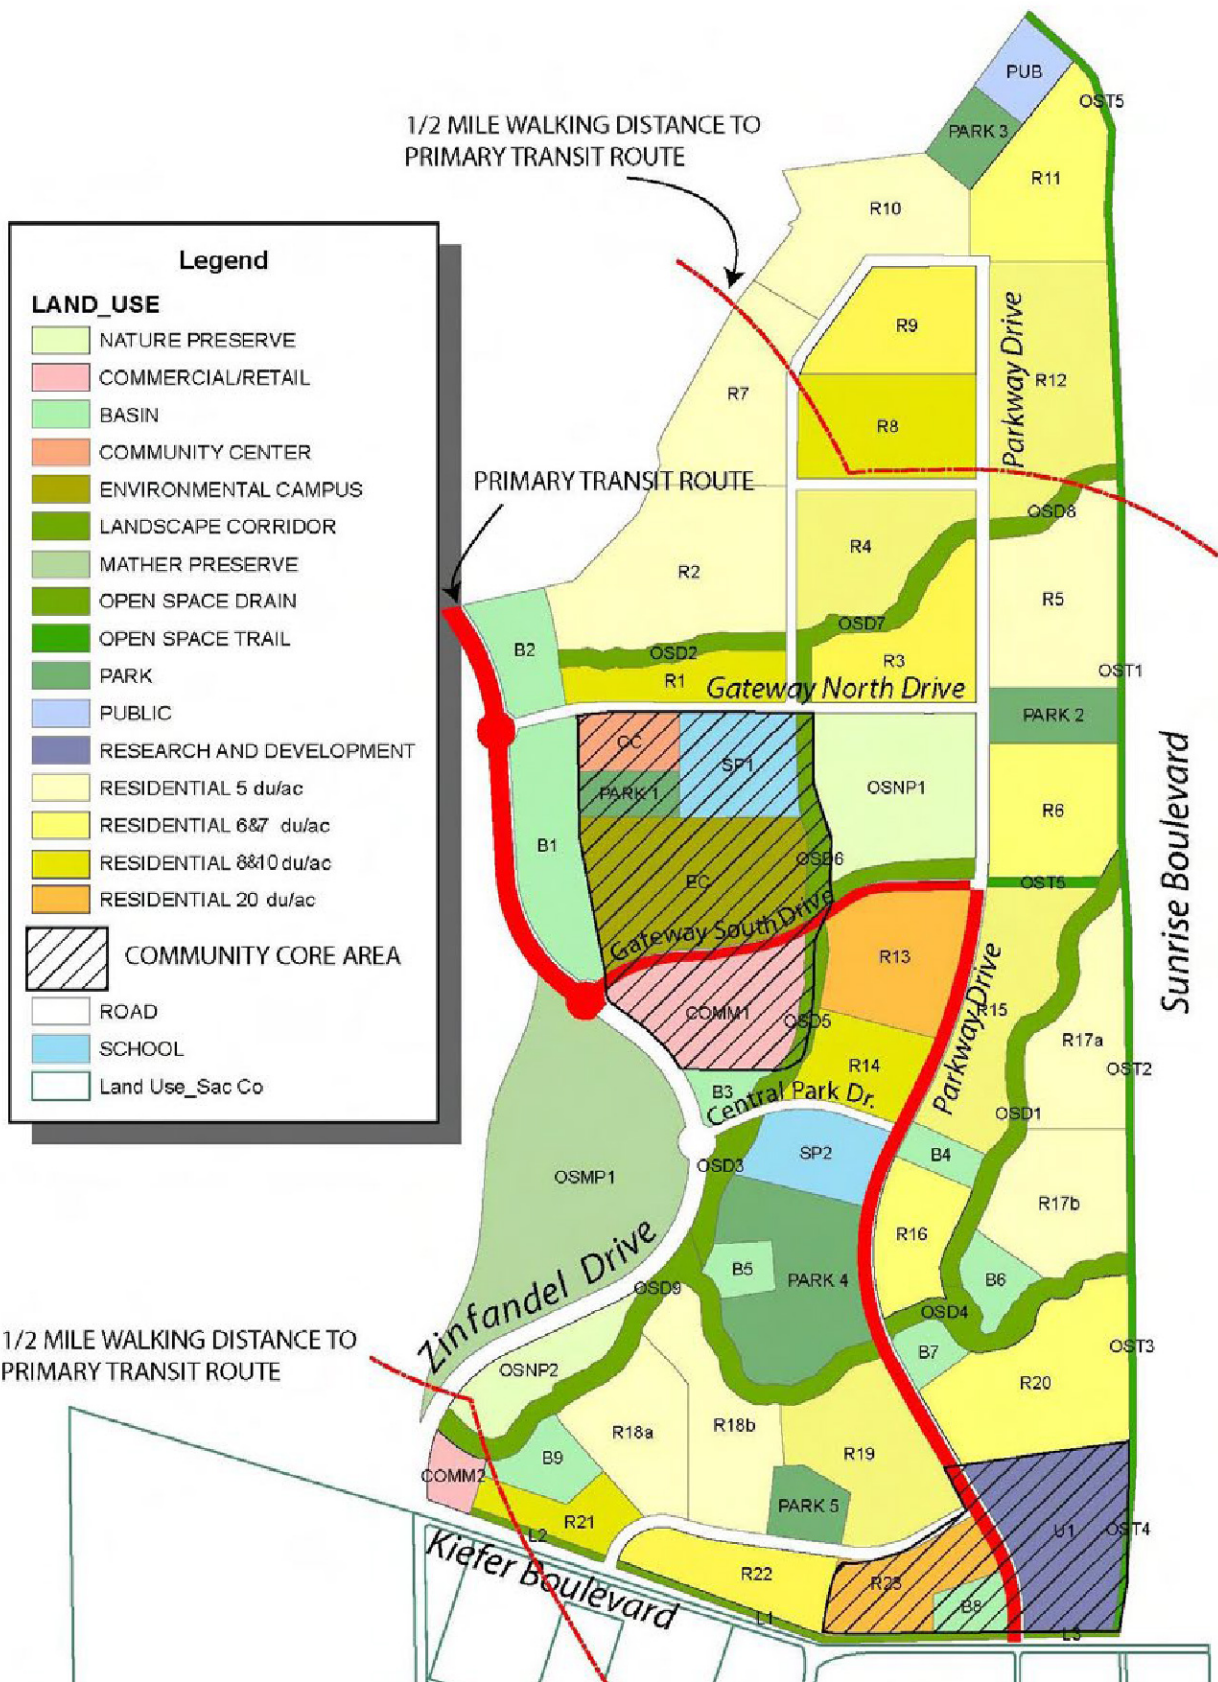 PUB
OST5
1/2 MILE WALKING DISTANCE TO
PRIMARY TRANSIT ROUTE
PARK 3
R11
R10
Legend
LAND_USE
NATURE PRESERVE
COMMERCIAL/RETAIL
BASIN
COMMUNITY CENTER
ENVIRONMENTAL CAMPUS
LANDSCAPE CORRIDOR
MATHER PRESERVE
OPEN SPACE DRAIN
OPEN SPACE TRAIL
PARK
PUBLIC
RESEARCH AND DEVELOPMENT
RESIDENTIAL 5 du/ac
RESIDENTIAL 6&7 du/ac
RESIDENTIAL 8&10 du/ac
RESIDENTIAL 20 du/ac
COMMUNITY CORE AREA
ROAD
SCHOOL
Land Use_Sac Co
R9
Parkway Drive
R12
R7
R8
PRIMARY TRANSIT ROUTE
OSD8
R4
R2
R5
OSD7
B2
OSD2
R3
OST1
R1
Gateway North Drive
PARK 2
CC
SP1
OSNP1
PARK 1
R6
Sunrise Boulevard
B1
OSD6
EC
OST5
Gateway South Drive
R13
COMM1
OSD5
Parkway Drive
R15
R17a
R14
OST2
B3
Central Park Dr.
OSD1
SP2
B4
OSD3
OSMP1
R17b
R16
Zinfandel Drive
B5
PARK 4
B6
OSD9
OSD4
1/2 MILE WALKING DISTANCE TO
PRIMARY TRANSIT ROUTE
B7
OST3
OSNP2
R20
R18a
R18b
R19
B9
COMM2
PARK 5
R21
L2
U1
OST4
Kiefer Boulevard
R22
R23
B8
L1
L3